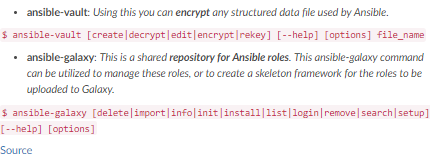 • ansible-vault: Using this you can encrypt any structured data file used by Ansible.
$ ansible-vault [create|decrypt|edit|encrypt|rekey] [--help] [options] file_name
• ansible-galaxy: This is a shared repository for Ansible roles. This ansible-galaxy command
can be utilized to manage these roles, or to create a skeleton framework for the roles to be
uploaded to Galaxy.
$ ansible-galaxy [delete|import|info|init|install|list|login|remove|search|setup]
[--help] [options]
Source